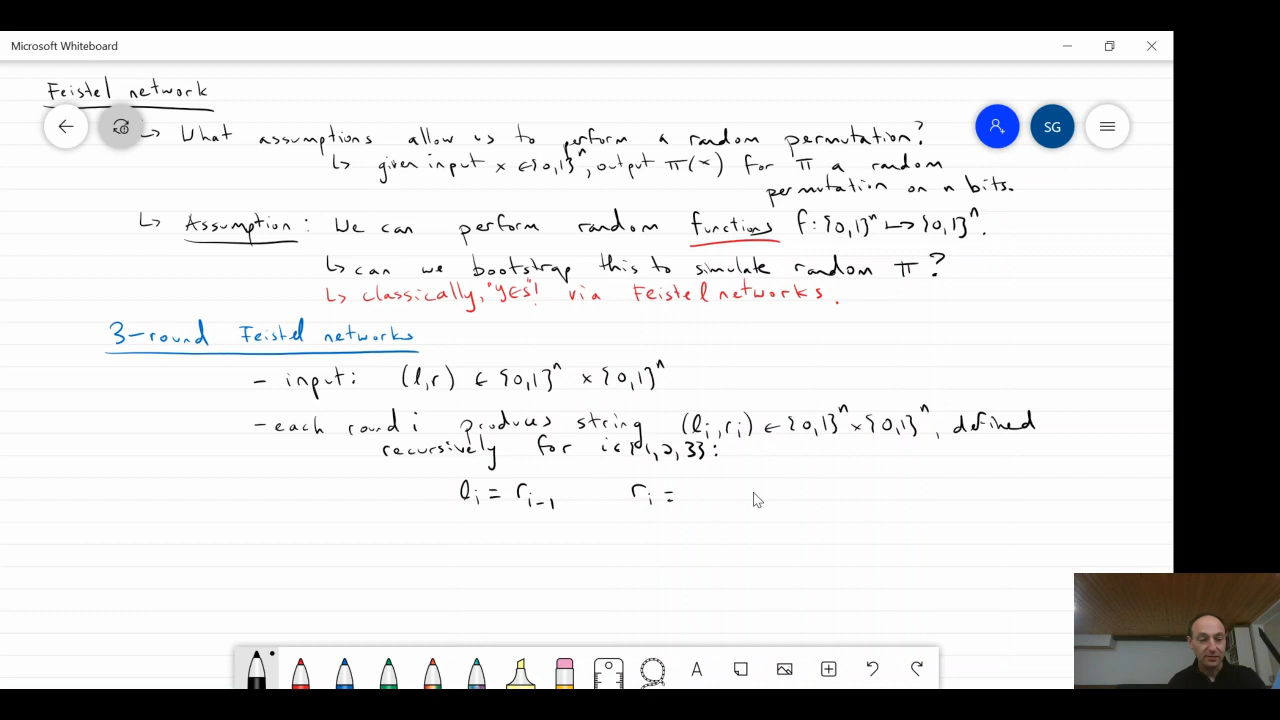 Microsoft Whiteboard
Feistel network
↳ What assumptions allow us to perform a random permutation?
↳ given input x ∈ {0,1}ⁿ, output π(x) for π a random
permutation on n bits.
SG
↳ Assumption: We can perform random functions f: {0,1}ⁿ ↦ {0,1}ⁿ.
↳ can we bootstrap this to simulate random π?
↳ classically, "YES"! via Feistel networks.
3-round Feistel networks
- input: (l,r) ∈ {0,1}ⁿ × {0,1}ⁿ
- each round i produces string (lᵢ,rᵢ) ∈ {0,1}ⁿ × {0,1}ⁿ, defined
recursively for i∈{1,2,3}:
lᵢ = rᵢ₋₁ rᵢ =
A